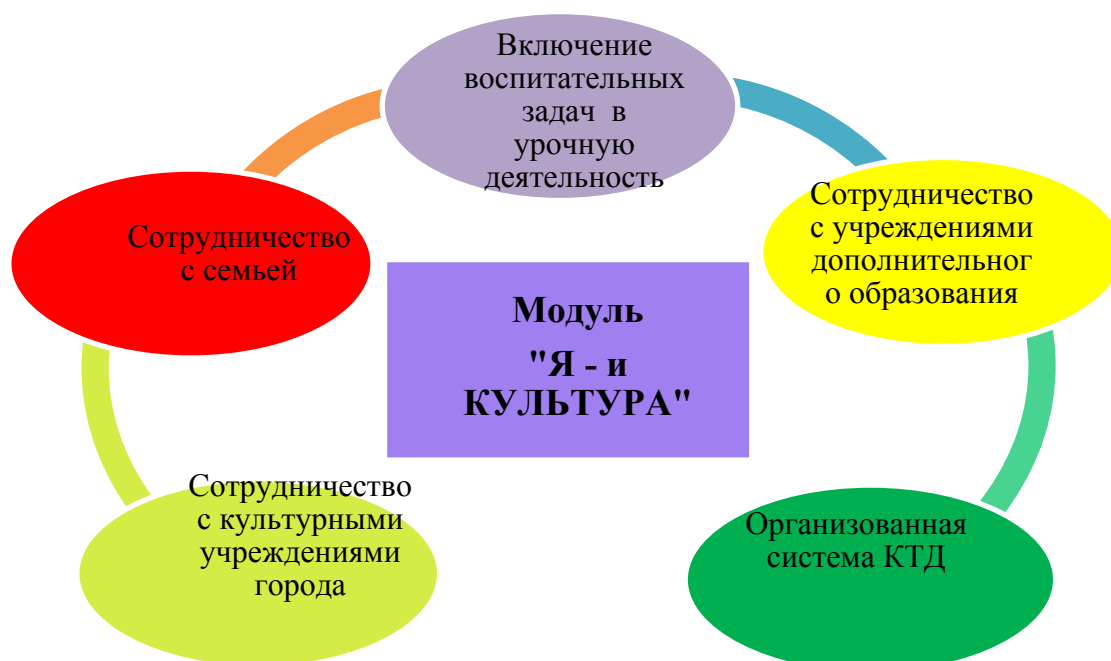 Включение
воспитательных
задач в
урочную
деятельность
Сотрудничество
с учреждениями
дополнительног
о образования
Сотрудничество
с семьей
Модуль
"Я - и
КУЛЬТУРА"
Сотрудничество
с культурными
учреждениями
города
Организованная
система КТД